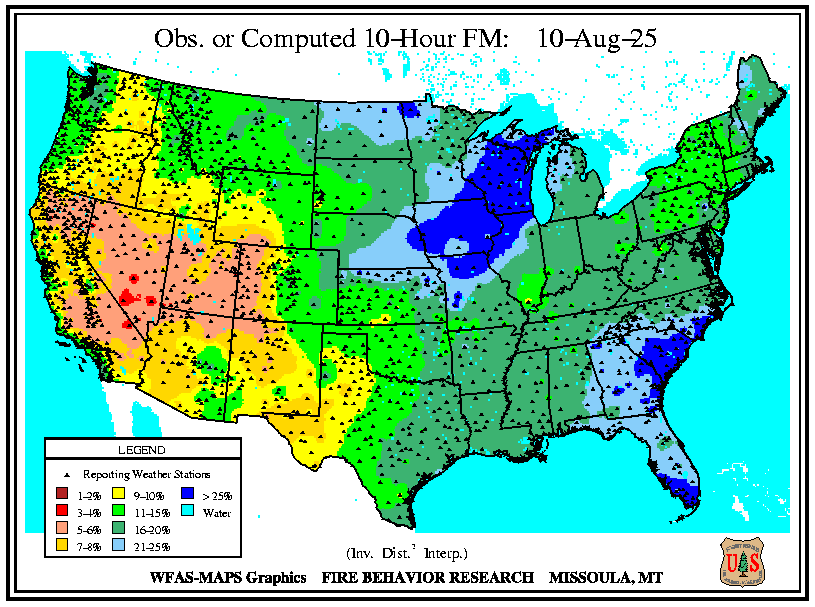 Obs. or Computed 10-Hour FM: 10-Aug-25
LEGEND
Reporting Weather Stations
1-2% 9-10% > 25%
3-4% 11-15% Water
5-6% 16-20%
7-8% 21-25%
(Inv. Dist.² Interp.)
WFAS-MAPS Graphics FIRE BEHAVIOR RESEARCH MISSOULA, MT
U S